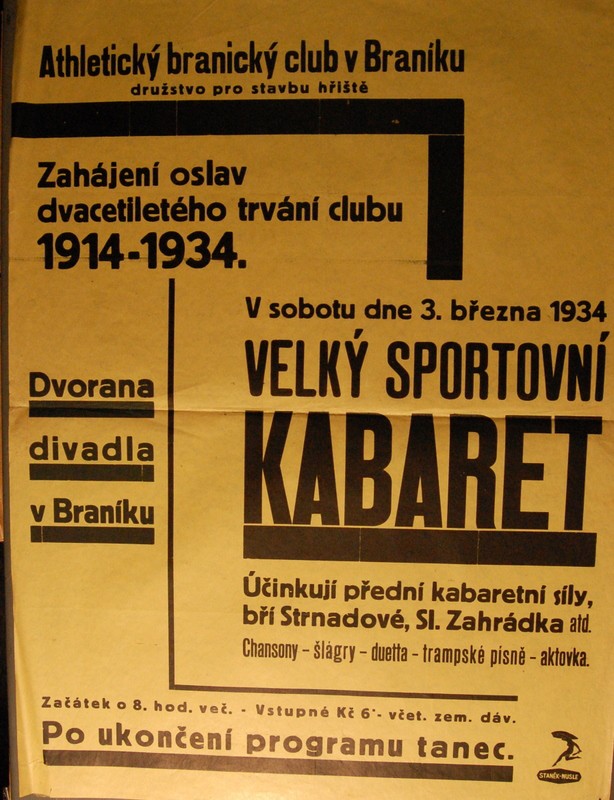 Athletický branický club v Braníku
družstvo pro stavbu hřiště
Zahájení oslav
dvacetiletého trvání clubu
1914-1934.
V sobotu dne 3. března 1934
VELKÝ SPORTOVNÍ
KABARET
Dvorana
divadla
v Braníku
Účinkují přední kabaretní síly,
bří Strnadové, Sl. Zahrádka atd.
Chansony - šlágry - duetta - trampské písně - aktovka.
Začátek o 8. hod. več. - Vstupné Kč 6·- včet. zem. dáv.
Po ukončení programu tanec.
STANĚK-NUSLE